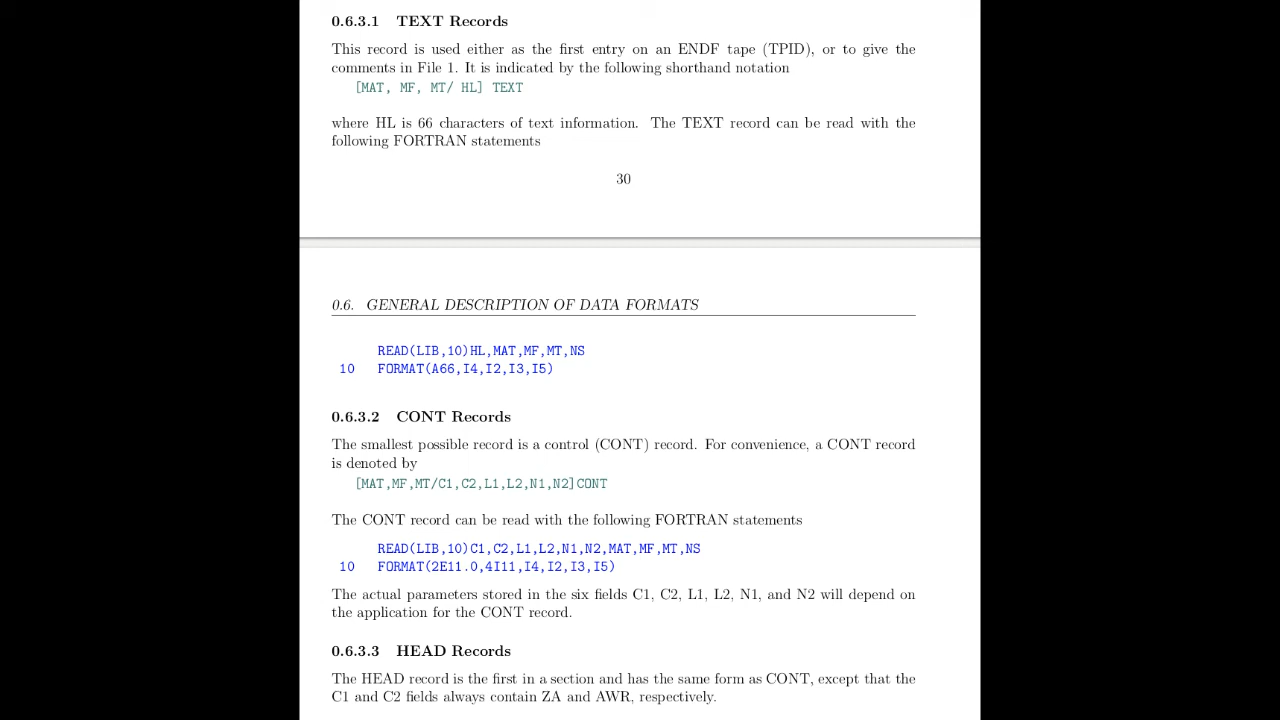 0.6.3.1 TEXT Records
This record is used either as the first entry on an ENDF tape (TPID), or to give the
comments in File 1. It is indicated by the following shorthand notation
[MAT, MF, MT/ HL] TEXT
where HL is 66 characters of text information. The TEXT record can be read with the
following FORTRAN statements
30
0.6. GENERAL DESCRIPTION OF DATA FORMATS
READ(LIB,10)HL,MAT,MF,MT,NS
10 FORMAT(A66,I4,I2,I3,I5)
0.6.3.2 CONT Records
The smallest possible record is a control (CONT) record. For convenience, a CONT record
is denoted by
[MAT,MF,MT/C1,C2,L1,L2,N1,N2]CONT
The CONT record can be read with the following FORTRAN statements
READ(LIB,10)C1,C2,L1,L2,N1,N2,MAT,MF,MT,NS
10 FORMAT(2E11.0,4I11,I4,I2,I3,I5)
The actual parameters stored in the six fields C1, C2, L1, L2, N1, and N2 will depend on
the application for the CONT record.
0.6.3.3 HEAD Records
The HEAD record is the first in a section and has the same form as CONT, except that the
C1 and C2 fields always contain ZA and AWR, respectively.